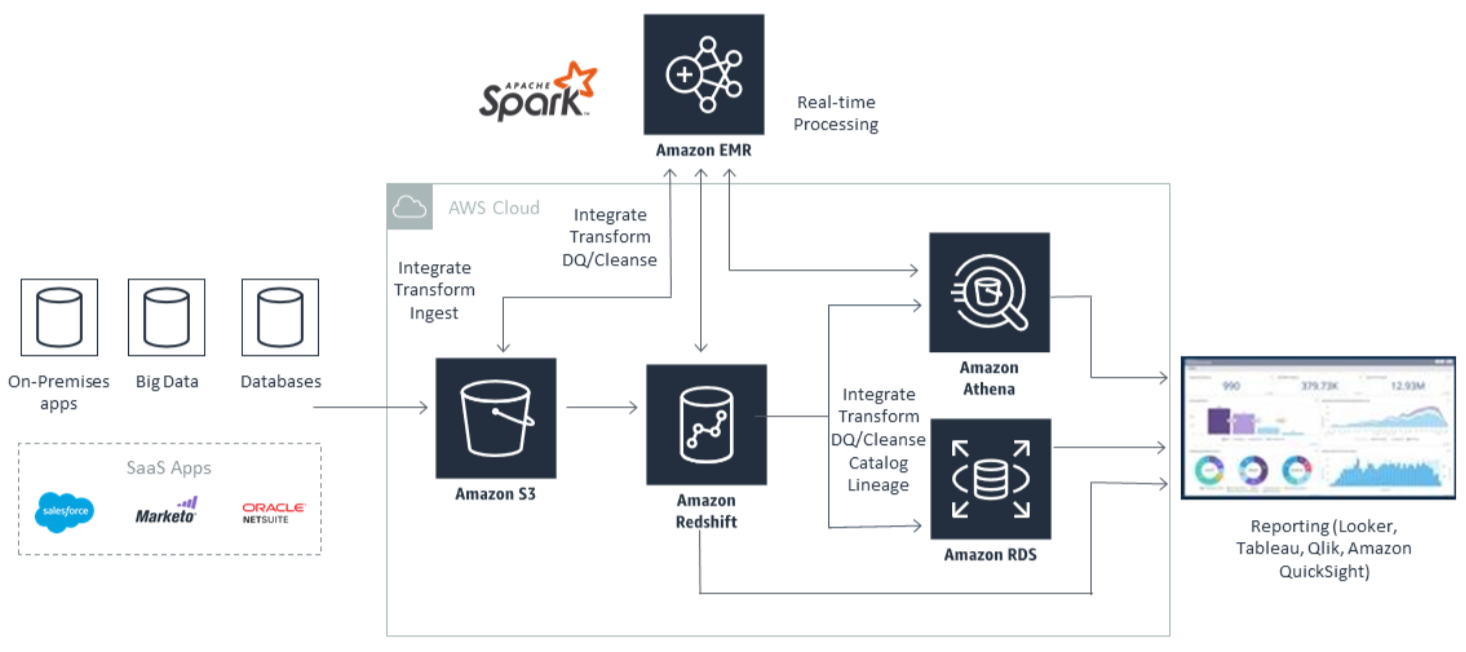 APACHE
Spark
TM
Amazon EMR
Real-time
Processing
AWS Cloud
Integrate
Transform
DQ/Cleanse
Integrate
Transform
Ingest
On-Premises
apps
Big Data
Databases
SaaS Apps
salesforce
Marketo
ORACLE
NETSUITE
Amazon S3
Amazon
Redshift
Integrate
Transform
DQ/Cleanse
Catalog
Lineage
Amazon
Athena
Amazon RDS
990
379.73K
12.93M
Reporting (Looker,
Tableau, Qlik, Amazon
QuickSight)